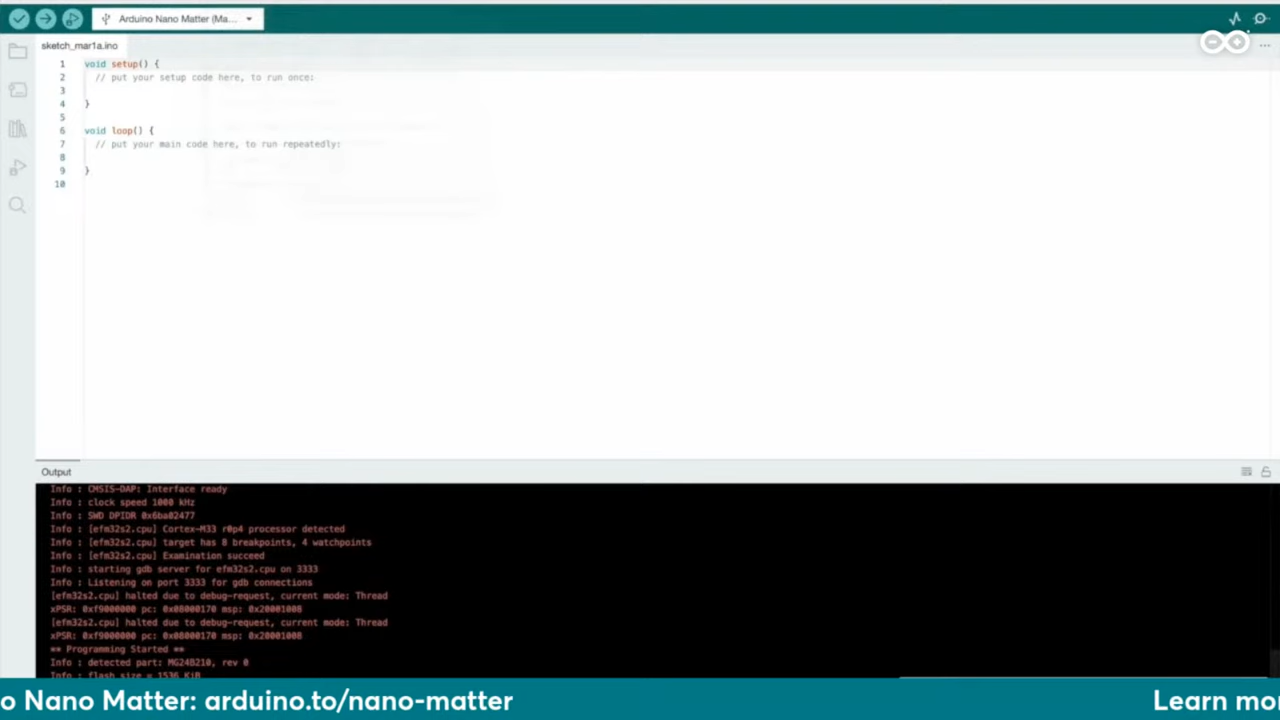 Arduino Nano Matter (Ma...
sketch_mar1a.ino
1 void setup() {
2 // put your setup code here, to run once:
3
4 }
5
6 void loop() {
7 // put your main code here, to run repeatedly:
8
9 }
10
Output
Info : CMSIS-DAP: Interface ready
Info : clock speed 1000 kHz
Info : SWD DPIDR 0x6ba02477
Info : [efm32s2.cpu] Cortex-M33 r0p4 processor detected
Info : [efm32s2.cpu] target has 8 breakpoints, 4 watchpoints
Info : [efm32s2.cpu] Examination succeed
Info : starting gdb server for efm32s2.cpu on 3333
Info : Listening on port 3333 for gdb connections
[efm32s2.cpu] halted due to debug-request, current mode: Thread
xPSR: 0xf9000000 pc: 0x08000170 msp: 0x20001008
[efm32s2.cpu] halted due to debug-request, current mode: Thread
xPSR: 0xf9000000 pc: 0x08000170 msp: 0x20001008
** Programming Started **
Info : detected part: MG24B210, rev 0
Info : flash size = 1536 KiB
o Nano Matter: arduino.to/nano-matter
Learn mor